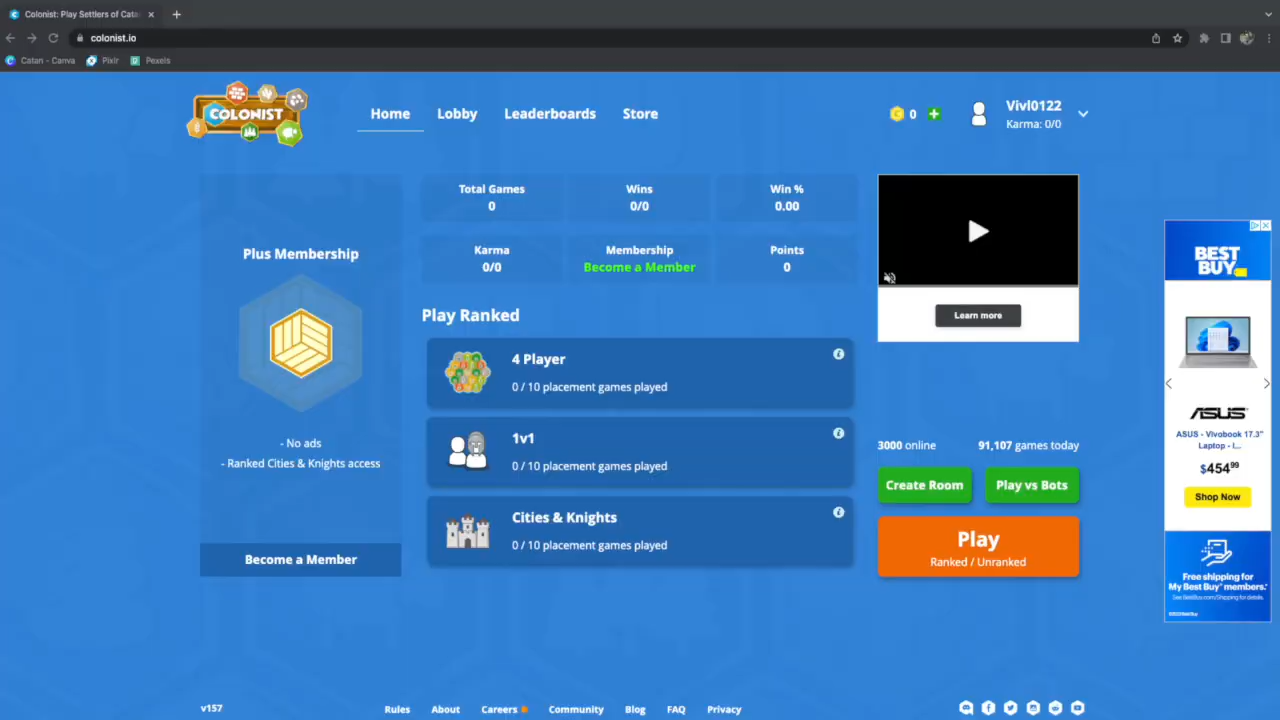 Colonist: Play Settlers of Cata
colonist.io
Catan - Canva
Pixlr
Pexels
COLONIST
Home
Lobby
Leaderboards
Store
0
Vivl0122
Karma: 0/0
Plus Membership
- No ads
- Ranked Cities & Knights access
Become a Member
Total Games
0
Wins
0/0
Win %
0.00
Karma
0/0
Membership
Become a Member
Points
0
Play Ranked
4 Player
0 / 10 placement games played
1v1
0 / 10 placement games played
Cities & Knights
0 / 10 placement games played
Learn more
3000 online
91,107 games today
Create Room
Play vs Bots
Play
Ranked / Unranked
BEST
BUY
ASUS
ASUS - Vivobook 17.3"
Laptop - I...
$454⁹⁹
Shop Now
Free shipping for
My Best Buy® members.*
v157
Rules
About
Careers
Community
Blog
FAQ
Privacy